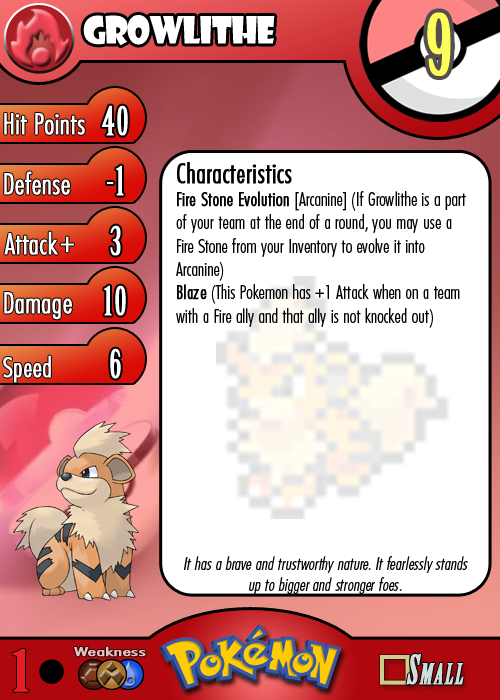 GROWLITHE
9
Hit Points 40
Defense -1
Attack+ 3
Damage 10
Speed 6
Characteristics
Fire Stone Evolution [Arcanine] (If Growlithe is a part
of your team at the end of a round, you may use a
Fire Stone from your Inventory to evolve it into
Arcanine)
Blaze (This Pokemon has +1 Attack when on a team
with a Fire ally and that ally is not knocked out)
It has a brave and trustworthy nature. It fearlessly stands
up to bigger and stronger foes.
1
Weakness
POKéMON
SMALL